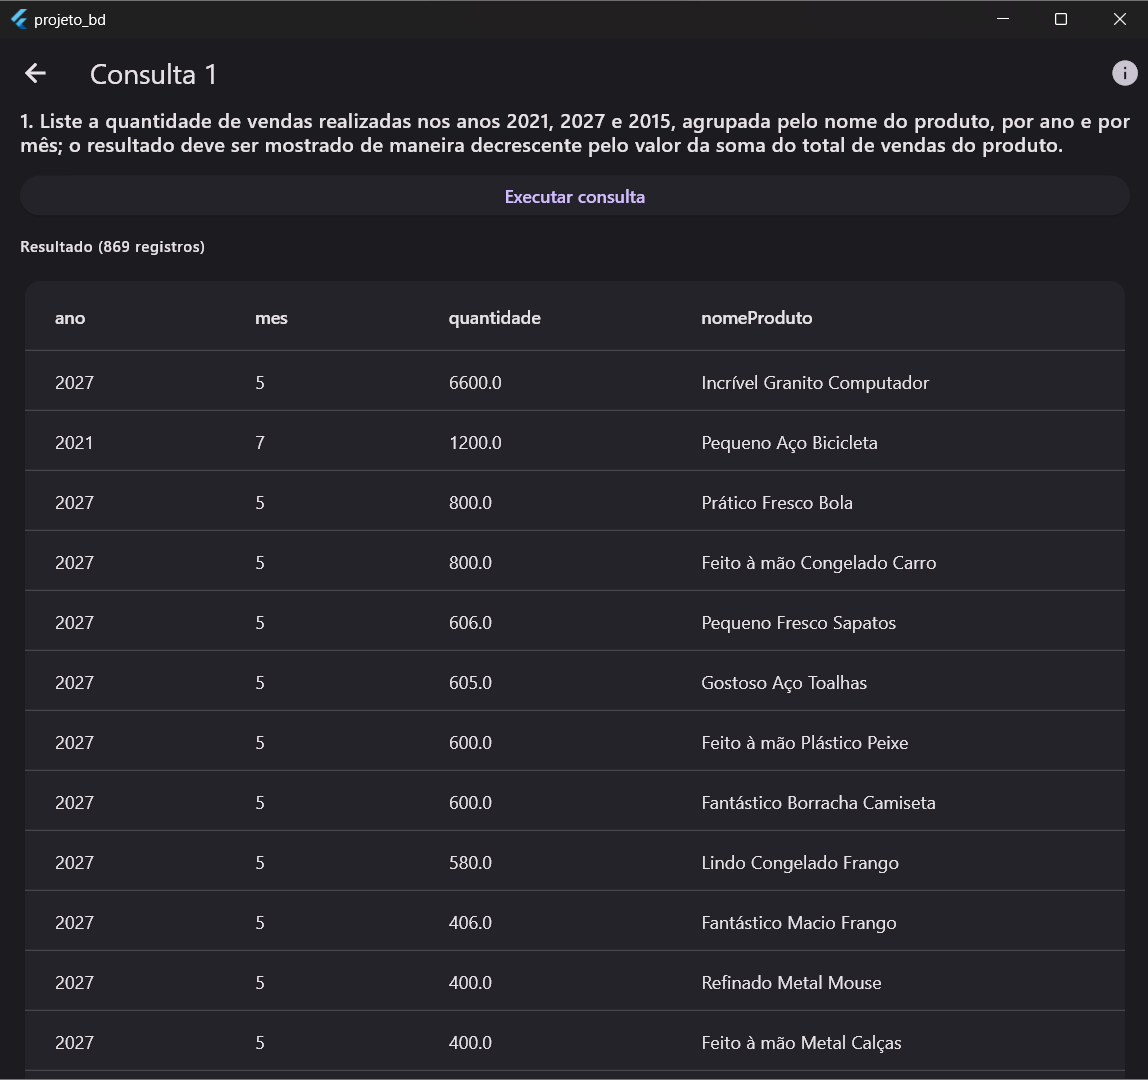 projeto_bd
Consulta 1
1. Liste a quantidade de vendas realizadas nos anos 2021, 2027 e 2015, agrupada pelo nome do produto, por ano e por
mês; o resultado deve ser mostrado de maneira decrescente pelo valor da soma do total de vendas do produto.
Executar consulta
Resultado (869 registros)
ano mes quantidade nomeProduto
2027 5 6600.0 Incrível Granito Computador
2021 7 1200.0 Pequeno Aço Bicicleta
2027 5 800.0 Prático Fresco Bola
2027 5 800.0 Feito à mão Congelado Carro
2027 5 606.0 Pequeno Fresco Sapatos
2027 5 605.0 Gostoso Aço Toalhas
2027 5 600.0 Feito à mão Plástico Peixe
2027 5 600.0 Fantástico Borracha Camiseta
2027 5 580.0 Lindo Congelado Frango
2027 5 406.0 Fantástico Macio Frango
2027 5 400.0 Refinado Metal Mouse
2027 5 400.0 Feito à mão Metal Calças